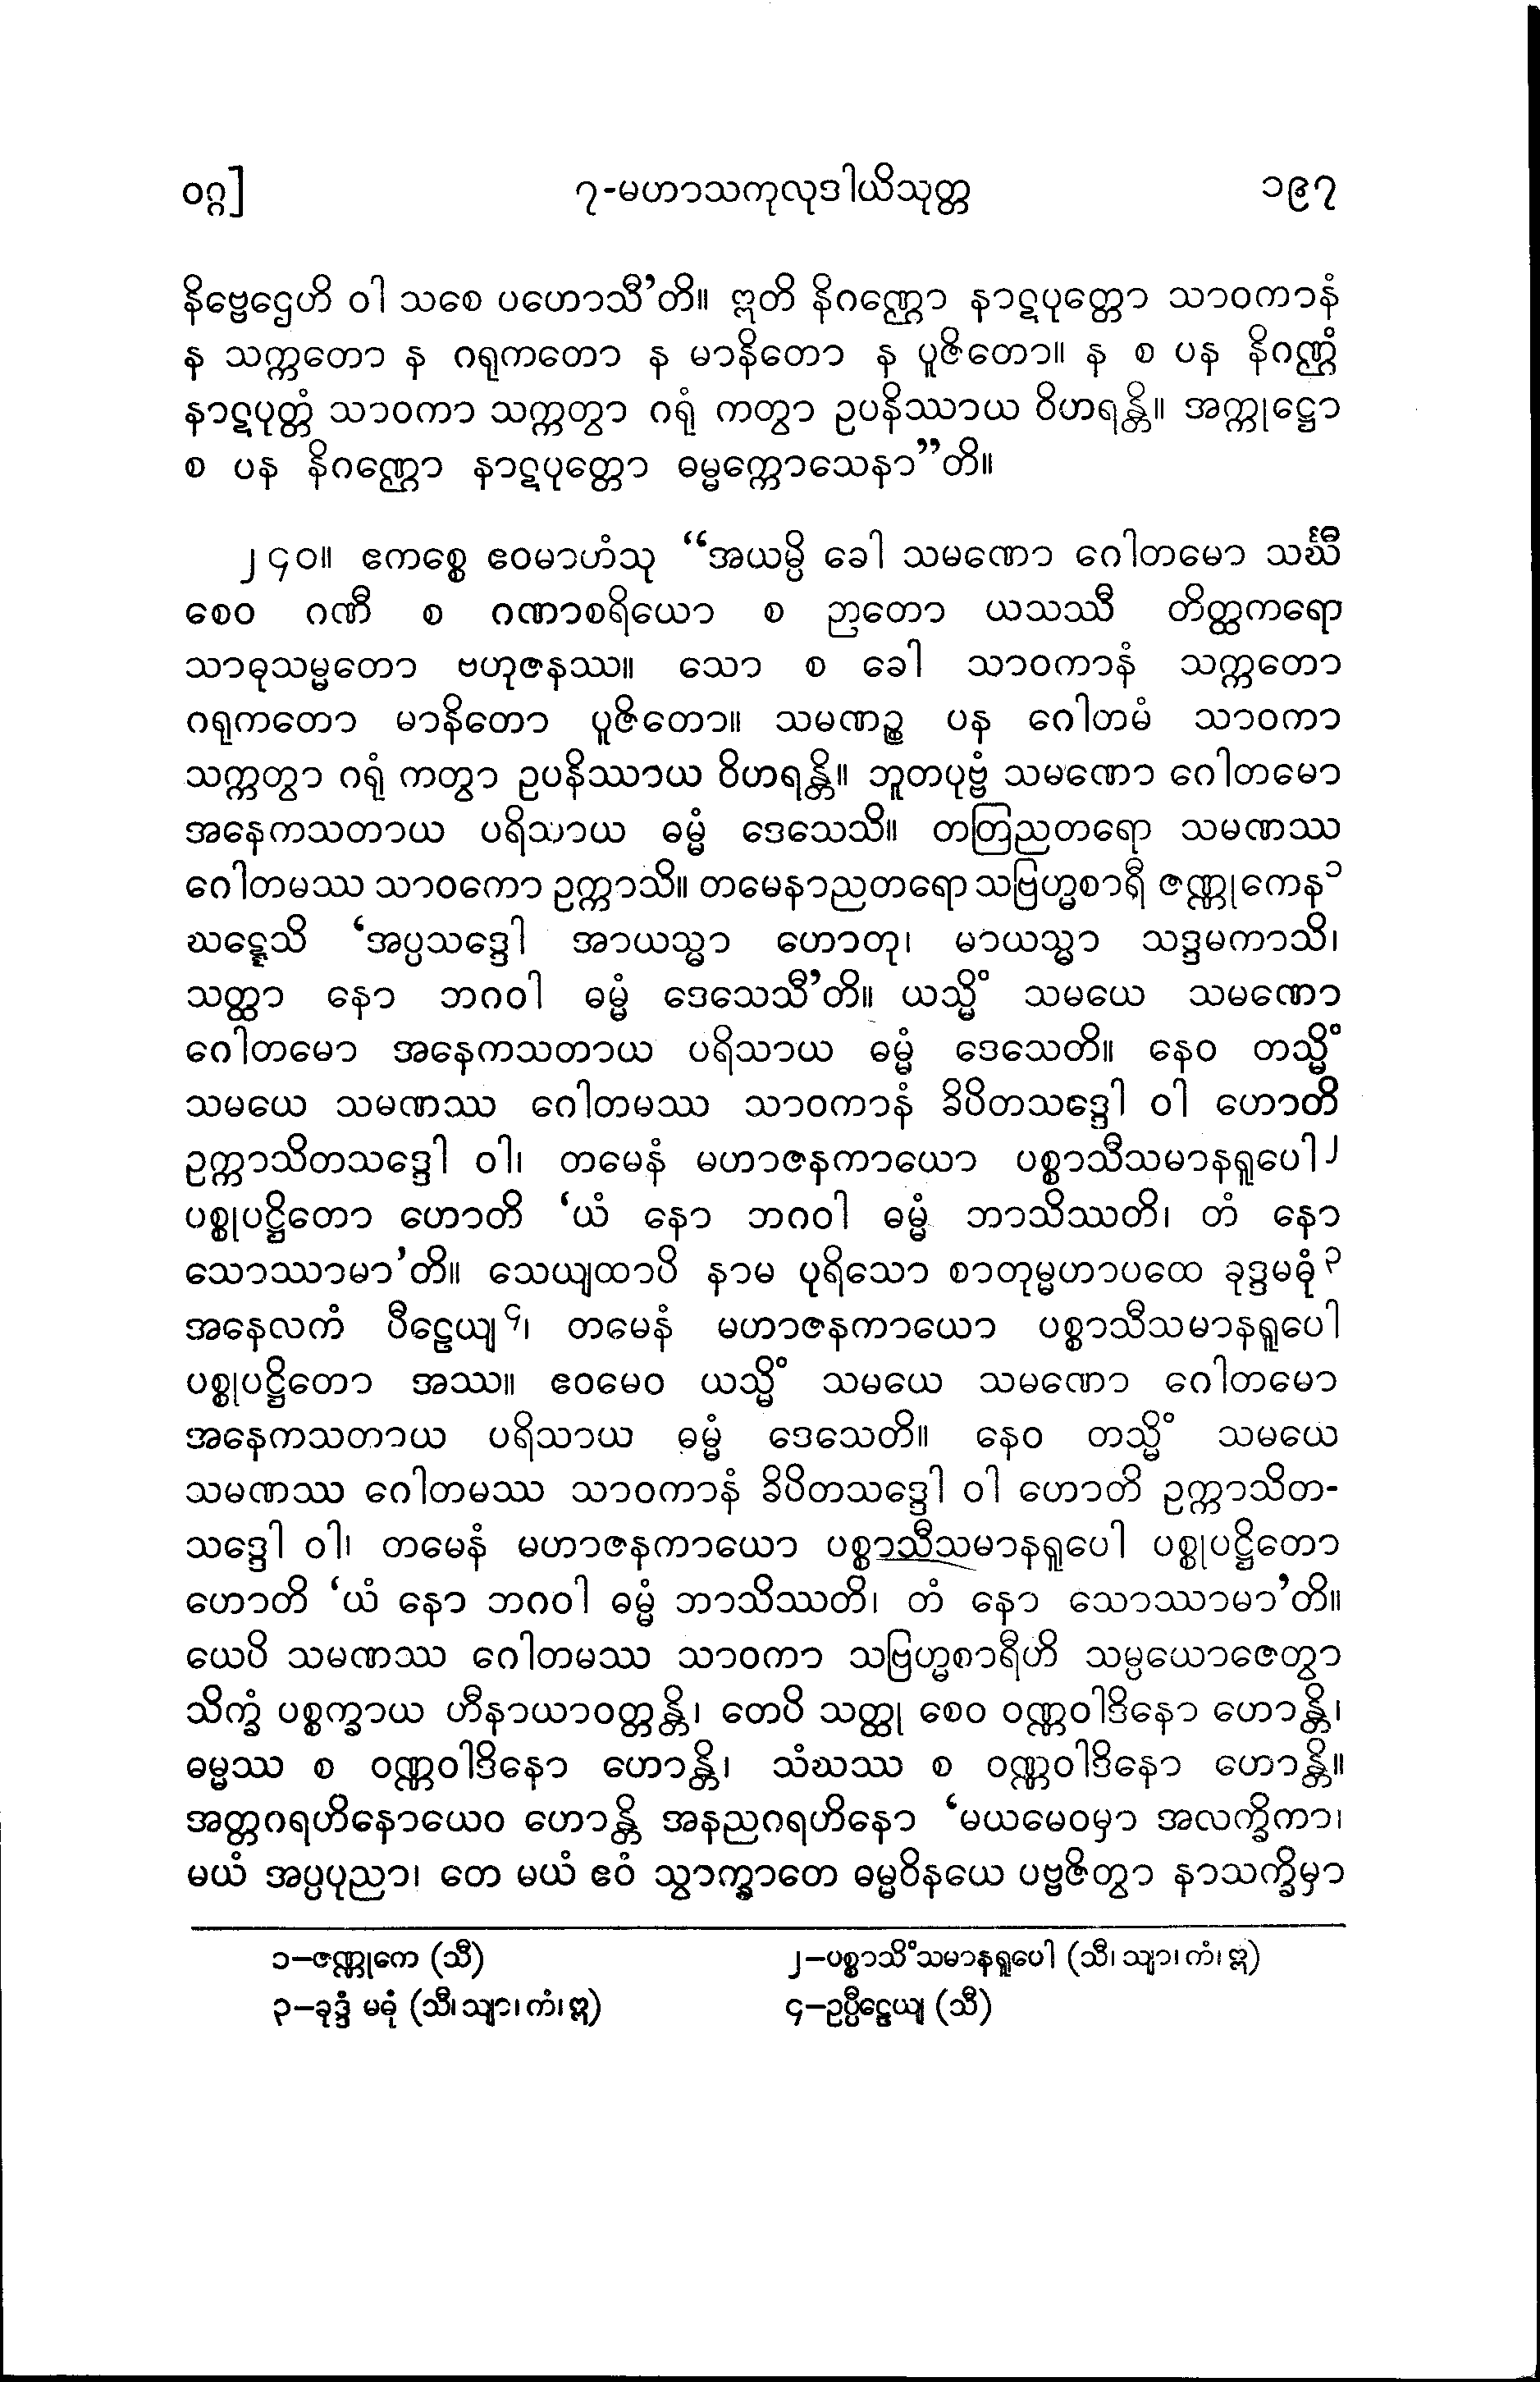 ဝဂ္ဂ] ၇-မဟာသကုလုဒါယိသုတ္တ ၁၉၇
နိဗ္ဗေဌေဟိ ဝါ သစေ ပဟောသီ’တိ။ ဣတိ နိဂဏ္ဌော နာဋပုတ္တော သာဝကာနံ
န သက္ကတော န ဂရုကတော န မာနိတော န ပူဇိတော။ န စ ပန နိဂဏ္ဌံ
နာဋပုတ္တံ သာဝကာ သက္ကတွာ ဂရုံ ကတွာ ဥပနိဿာယ ဝိဟရန္တိ။ အက္ကုဋ္ဌော
စ ပန နိဂဏ္ဌော နာဋပုတ္တော ဓမ္မက္ကောသေနာ”တိ။
၂၄ဝ။ ဧကစ္စေ ဧဝမာဟံသု “အယမ္ပိ ခေါ သမဏော ဂေါတမော သင်္ဃီ
စေဝ ဂဏီ စ ဂဏာစရိယော စ ဉာတော ယသဿီ တိတ္ထကရော
သာဓုသမ္မတော ဗဟုဇနဿ။ သော စ ခေါ သာဝကာနံ သက္ကတော
ဂရုကတော မာနိတော ပူဇိတော။ သမဏဉ္စ ပန ဂေါတမံ သာဝကာ
သက္ကတွာ ဂရုံ ကတွာ ဥပနိဿာယ ဝိဟရန္တိ။ ဘူတပုဗ္ဗံ သမဏော ဂေါတမော
အနေကသတာယ ပရိသာယ ဓမ္မံ ဒေသေသိ။ တတြညတရော သမဏဿ
ဂေါတမဿ သာဝကော ဥက္ကာသိ။ တမေနာညတရော သဗြဟ္မစာရီ ဇဏ္ဏုကေန၁
ဃဋ္ဋေသိ ‘အပ္ပသဒ္ဒေါ အာယသ္မာ ဟောတု၊ မာယသ္မာ သဒ္ဒမကာသိ၊
သတ္ထာ နော ဘဂဝါ ဓမ္မံ ဒေသေသီ’တိ။ ယသ္မိံ သမယေ သမဏော
ဂေါတမော အနေကသတာယ ပရိသာယ ဓမ္မံ ဒေသေတိ။ နေဝ တသ္မိံ
သမယေ သမဏဿ ဂေါတမဿ သာဝကာနံ ခိပိတသဒ္ဒေါ ဝါ ဟောတိ
ဥက္ကာသိတသဒ္ဒေါ ဝါ၊ တမေနံ မဟာဇနကာယော ပစ္စာသီသမာနရူပေါ၂
ပစ္စုပဋ္ဌိတော ဟောတိ ‘ယံ နော ဘဂဝါ ဓမ္မံ ဘာသိဿတိ၊ တံ နော
သောဿာမာ’တိ။ သေယျထာပိ နာမ ပုရိသော စာတုမ္မဟာပထေ ခုဒ္ဒမဓုံ၃
အနေလကံ ပီဠေယျ၄၊ တမေနံ မဟာဇနကာယော ပစ္စာသီသမာနရူပေါ
ပစ္စုပဋ္ဌိတော အဿ။ ဧဝမေဝ ယသ္မိံ သမယေ သမဏော ဂေါတမော
အနေကသတာယ ပရိသာယ ဓမ္မံ ဒေသေတိ။ နေဝ တသ္မိံ သမယေ
သမဏဿ ဂေါတမဿ သာဝကာနံ ခိပိတသဒ္ဒေါ ဝါ ဟောတိ ဥက္ကာသိတ-
သဒ္ဒေါ ဝါ၊ တမေနံ မဟာဇနကာယော ပစ္စာသီသမာနရူပေါ ပစ္စုပဋ္ဌိတော
ဟောတိ ‘ယံ နော ဘဂဝါ ဓမ္မံ ဘာသိဿတိ၊ တံ နော သောဿာမာ’တိ။
ယေပိ သမဏဿ ဂေါတမဿ သာဝကာ သဗြဟ္မစာရီဟိ သမ္ပယောဇေတွာ
သိက္ခံ ပစ္စက္ခာယ ဟီနာယာဝတ္တန္တိ၊ တေပိ သတ္ထု စေဝ ဝဏ္ဏဝါဒိနော ဟောန္တိ၊
ဓမ္မဿ စ ဝဏ္ဏဝါဒိနော ဟောန္တိ၊ သံဃဿ စ ဝဏ္ဏဝါဒိနော ဟောန္တိ။
အတ္တဂရဟိနောယေဝ ဟောန္တိ အနညဂရဟိနော ‘မယမေဝမှာ အလက္ခိကာ၊
မယံ အပ္ပပုညာ၊ တေ မယံ ဧဝံ သွာက္ခာတေ ဓမ္မဝိနယေ ပဗ္ဗဇိတွာ နာသက္ခိမှာ
၁–ဇဏ္ဏုကေ (သီ) ၂–ပစ္စာသိံသမာနရူပေါ (သီ၊ သျာ၊ ကံ၊ ဣ)
၃–ခုဒ္ဒံ မဓုံ (သီ၊ သျာ၊ ကံ၊ ဣ) ၄–ဥပ္ပီဠေယျ (သီ)